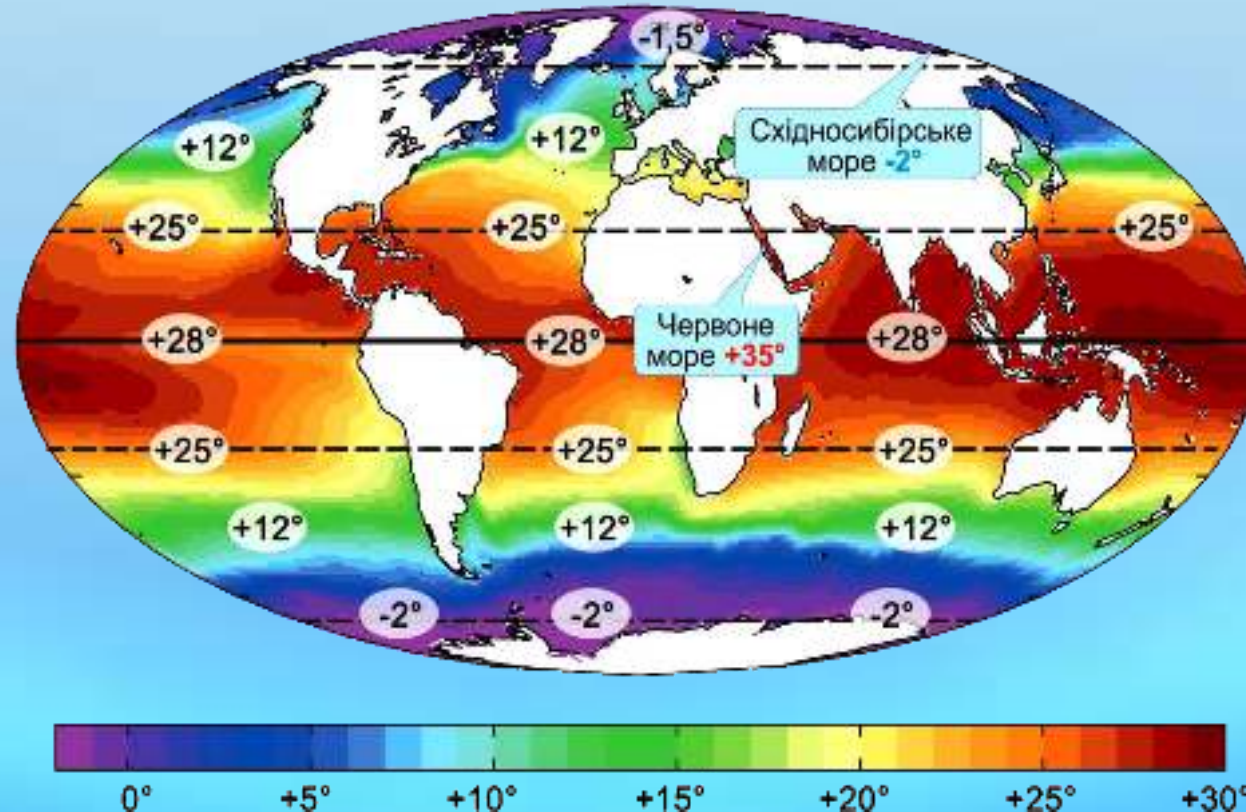 -1,5°
Східносибірське
море -2°
+12° +12°
+25° +25° +25°
Червоне
море +35°
+28° +28° +28°
+25° +25° +25°
+12° +12° +12°
-2° -2° -2°
0° +5° +10° +15° +20° +25° +30°